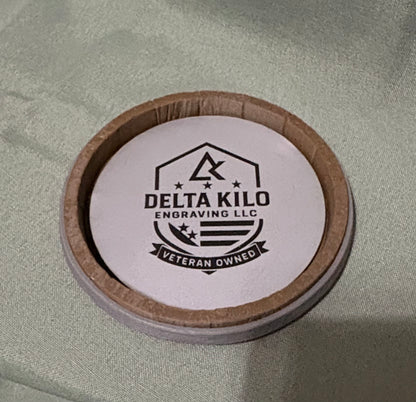 DELTA KILO
ENGRAVING LLC
VETERAN OWNED